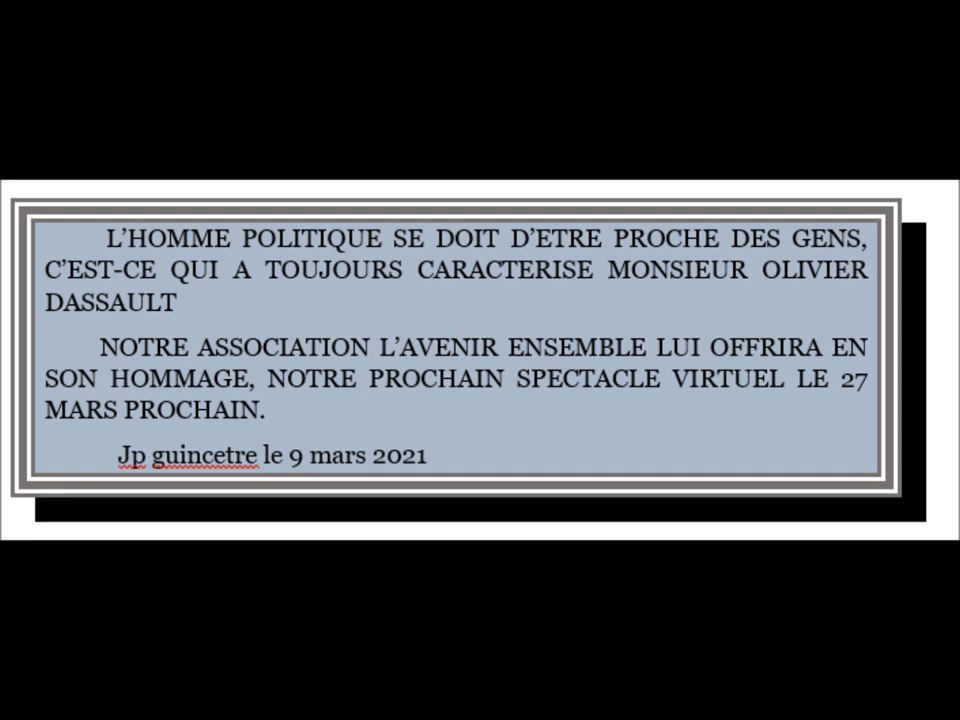 L’HOMME POLITIQUE SE DOIT D’ETRE PROCHE DES GENS,
C’EST-CE QUI A TOUJOURS CARACTERISE MONSIEUR OLIVIER
DASSAULT
NOTRE ASSOCIATION L’AVENIR ENSEMBLE LUI OFFRIRA EN
SON HOMMAGE, NOTRE PROCHAIN SPECTACLE VIRTUEL LE 27
MARS PROCHAIN.
Jp guincetre le 9 mars 2021